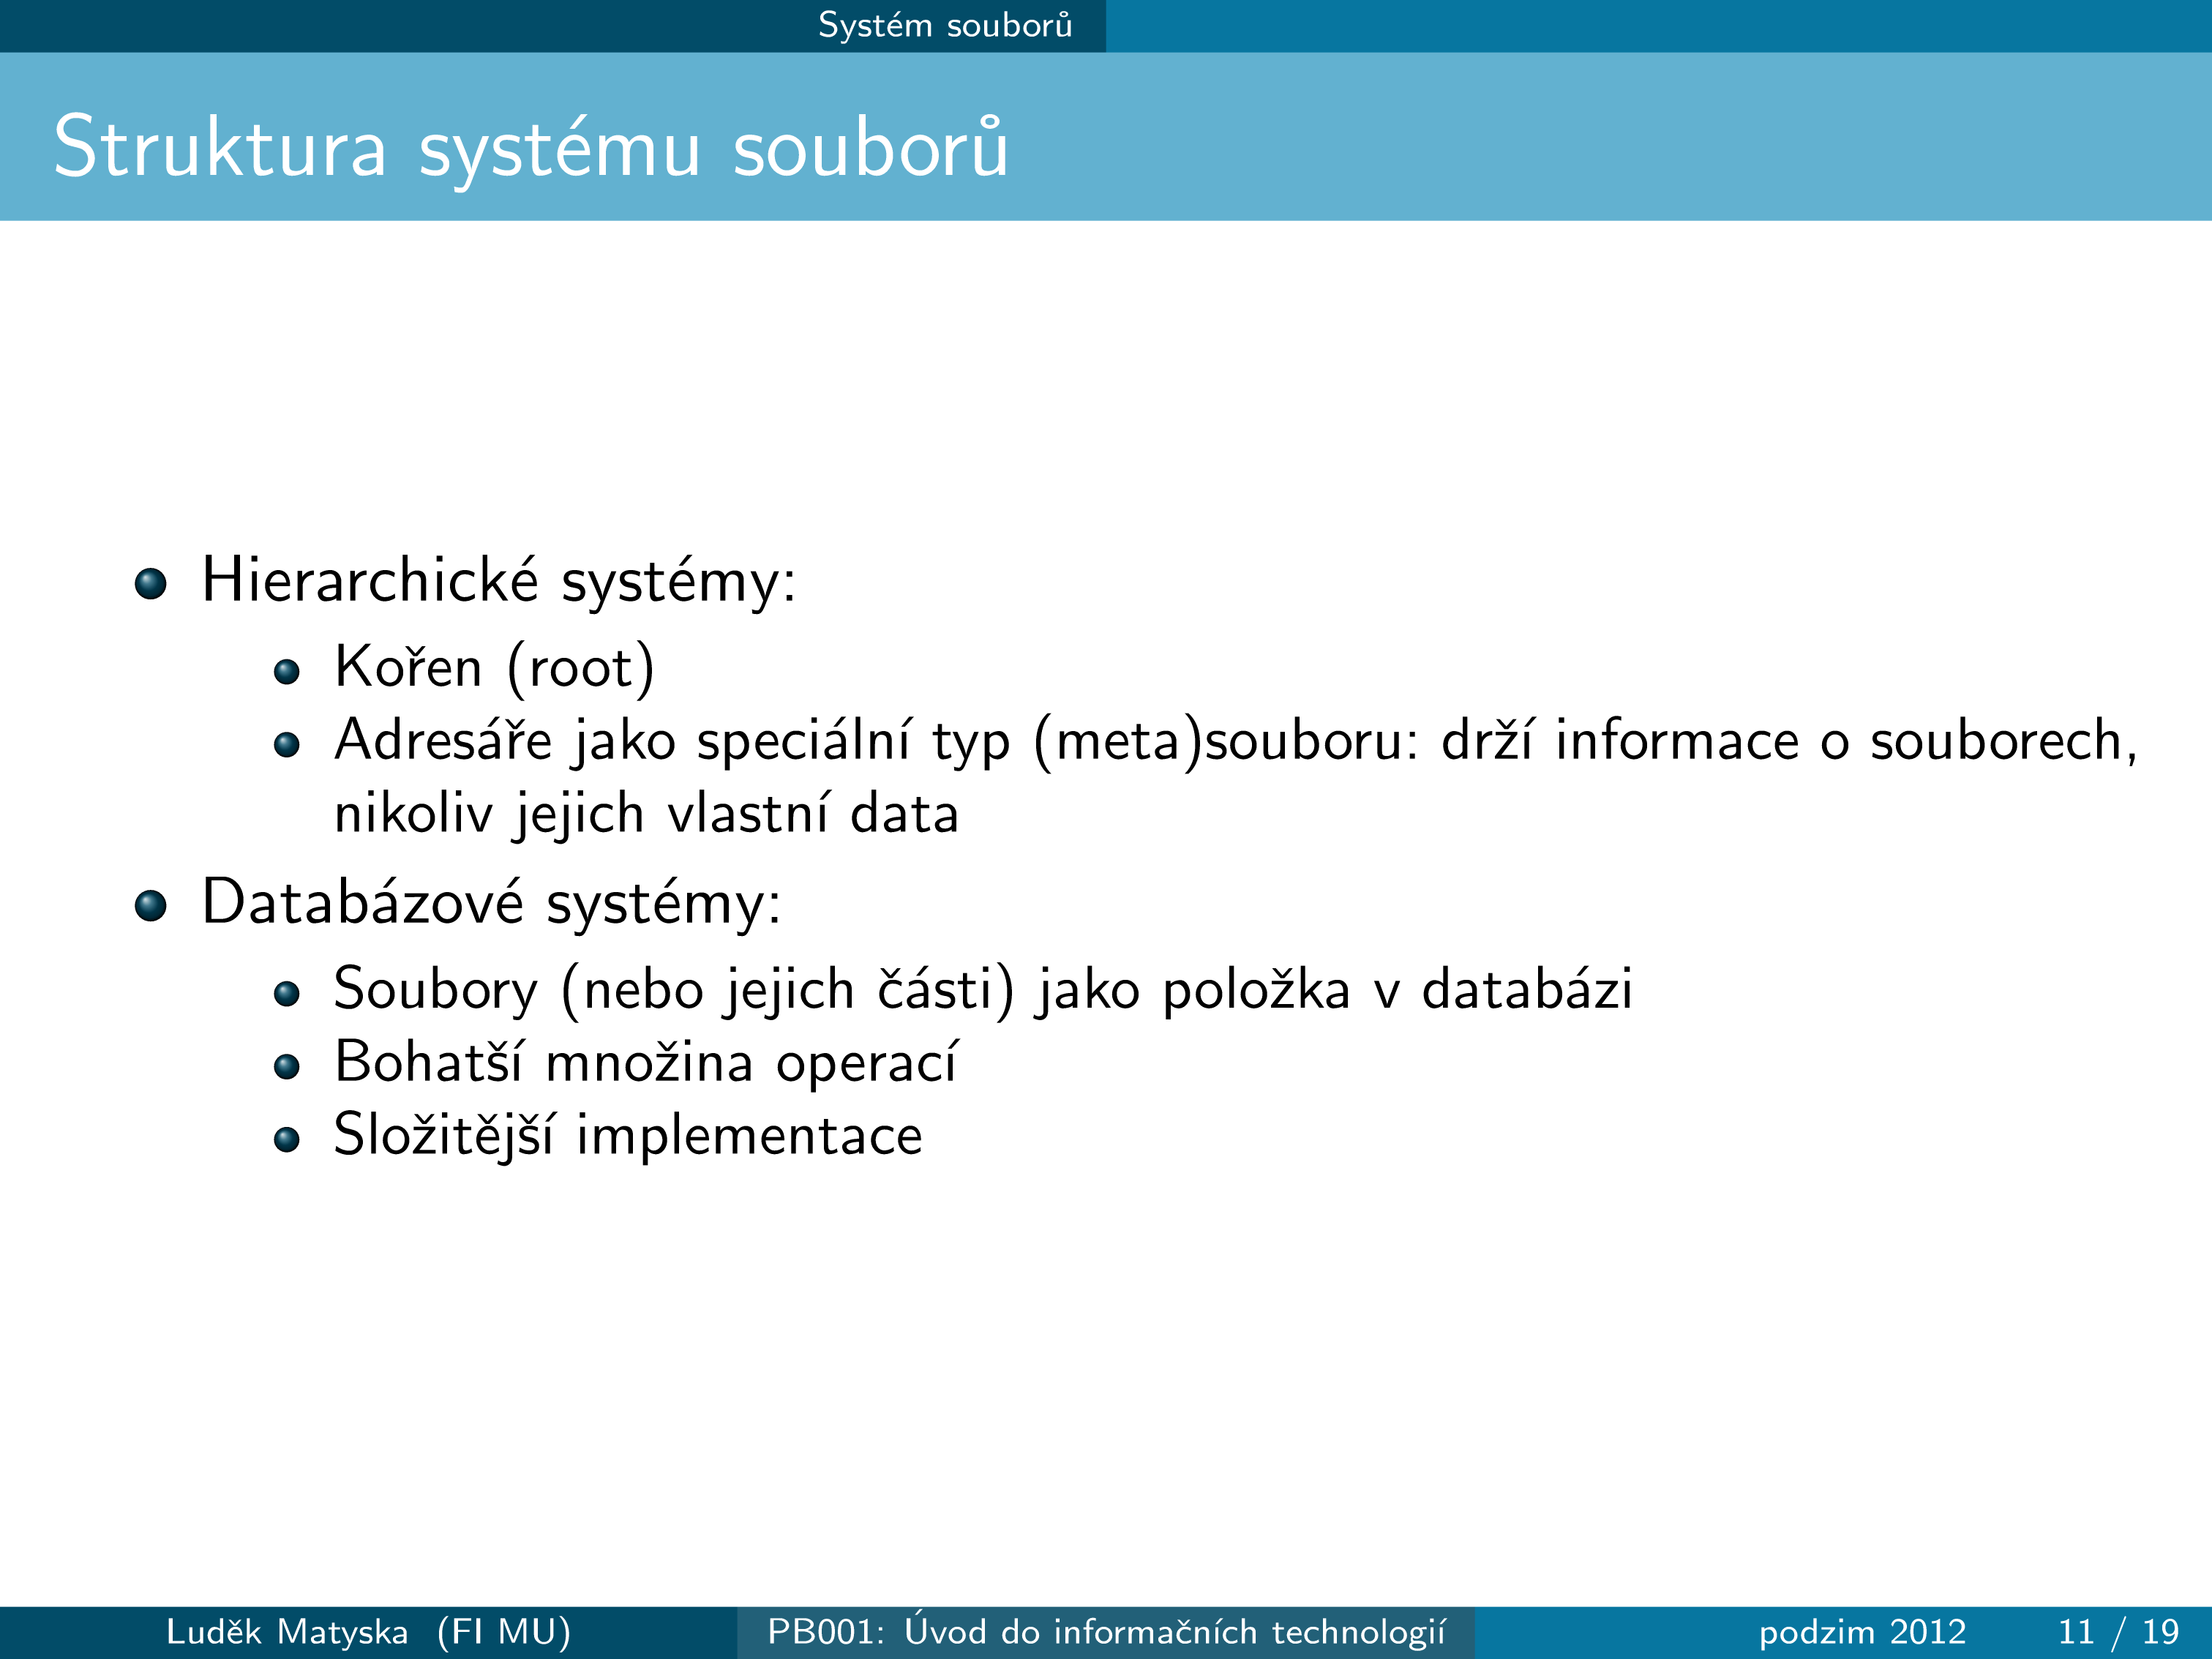 Systém souborů
Struktura systému souborů
Hierarchické systémy:
Kořen (root)
Adresáře jako speciální typ (meta)souboru: drží informace o souborech,
nikoliv jejich vlastní data
Databázové systémy:
Soubory (nebo jejich části) jako položka v databázi
Bohatší množina operací
Složitější implementace
Luděk Matyska (FI MU) PB001: Úvod do informačních technologií podzim 2012 11 / 19